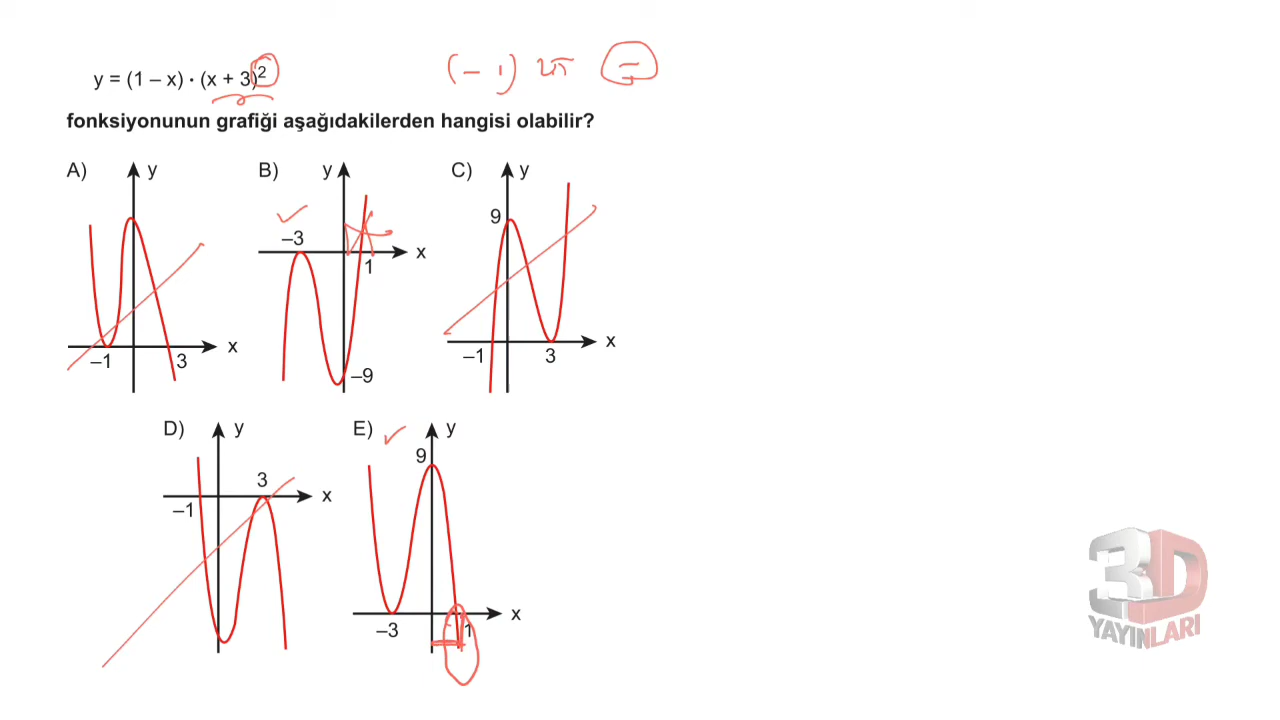 y = (1 – x) · (x + 3)²
(– 1)
fonksiyonunun grafiği aşağıdakilerden hangisi olabilir?
A) y x –1 3
B) y x –3 1 –9
C) y x 9 –1 3
D) y x –1 3
E) y x 9 –3 1
3D
YAYINLARI